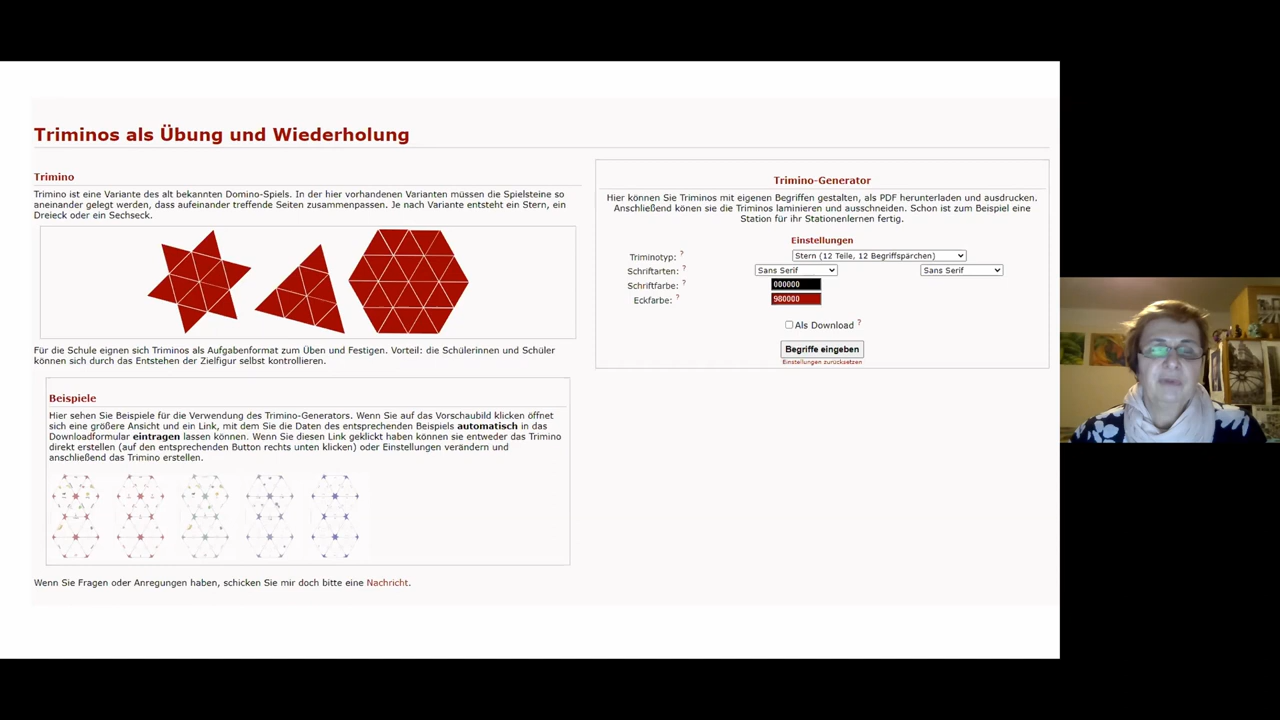 Triminos als Übung und Wiederholung
Trimino
Trimino ist eine Variante des alt bekannten Domino-Spiels. In der hier vorhandenen Varianten müssen die Spielsteine so
aneinander gelegt werden, dass aufeinander treffende Seiten zusammenpassen. Je nach Variante entsteht ein Stern, ein
Dreieck oder ein Sechseck.
Für die Schule eignen sich Triminos als Aufgabenformat zum Üben und Festigen. Vorteil: die Schülerinnen und Schüler
können sich durch das Entstehen der Zielfigur selbst kontrollieren.
Beispiele
Hier sehen Sie Beispiele für die Verwendung des Trimino-Generators. Wenn Sie auf das Vorschaubild klicken öffnet
sich eine größere Ansicht und ein Link, mit dem Sie die Daten des entsprechenden Beispiels automatisch in das
Downloadformular eintragen lassen können. Wenn Sie diesen Link geklickt haben können sie entweder das Trimino
direkt erstellen (auf den entsprechenden Button rechts unten klicken) oder Einstellungen verändern und
anschließend das Trimino erstellen.
Wenn Sie Fragen oder Anregungen haben, schicken Sie mir doch bitte eine Nachricht.
Trimino-Generator
Hier können Sie Triminos mit eigenen Begriffen gestalten, als PDF herunterladen und ausdrucken.
Anschließend könen sie die Triminos laminieren und ausschneiden. Schon ist zum Beispiel eine
Station für ihr Stationenlernen fertig.
Einstellungen
Triminotyp: ? Stern (12 Teile, 12 Begriffspärchen)
Schriftarten: ? Sans Serif Sans Serif
Schriftfarbe: ? 000000
Eckfarbe: ? 980000
Als Download ?
Begriffe eingeben
Einstellungen zurücksetzen